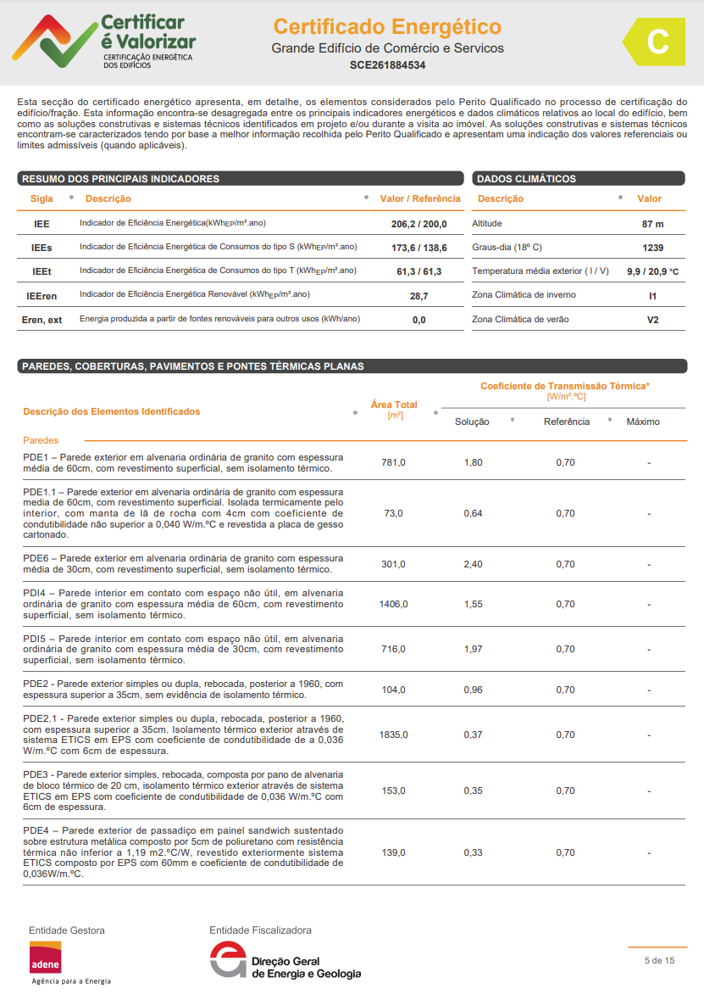 Certificar
é Valorizar
CERTIFICAÇÃO ENERGÉTICA
DOS EDIFÍCIOS
Certificado Energético
Grande Edifício de Comércio e Servicos
SCE261884534
C
Esta secção do certificado energético apresenta, em detalhe, os elementos considerados pelo Perito Qualificado no processo de certificação do
edifício/fração. Esta informação encontra-se desagregada entre os principais indicadores energéticos e dados climáticos relativos ao local do edifício, bem
como as soluções construtivas e sistemas técnicos identificados em projeto e/ou durante a visita ao imóvel. As soluções construtivas e sistemas técnicos
encontram-se caracterizados tendo por base a melhor informação recolhida pelo Perito Qualificado e apresentam uma indicação dos valores referenciais ou
limites admissíveis (quando aplicáveis).
RESUMO DOS PRINCIPAIS INDICADORES
Sigla • Descrição • Valor / Referência
IEE Indicador de Eficiência Energética(kWhEP/m².ano) 206,2 / 200,0
IEEs Indicador de Eficiência Energética de Consumos do tipo S (kWhEP/m².ano) 173,6 / 138,6
IEEt Indicador de Eficiência Energética de Consumos do tipo T (kWhEP/m².ano) 61,3 / 61,3
IEEren Indicador de Eficiência Energética Renovável (kWhEP/m².ano) 28,7
Eren, ext Energia produzida a partir de fontes renováveis para outros usos (kWh/ano) 0,0
DADOS CLIMÁTICOS
Descrição • Valor
Altitude 87 m
Graus-dia (18º C) 1239
Temperatura média exterior ( I / V) 9,9 / 20,9 °C
Zona Climática de inverno I1
Zona Climática de verão V2
PAREDES, COBERTURAS, PAVIMENTOS E PONTES TÉRMICAS PLANAS
Descrição dos Elementos Identificados • Área Total
[m²] •
Coeficiente de Transmissão Térmica*
[W/m².ºC]
Solução • Referência • Máximo
Paredes
PDE1 – Parede exterior em alvenaria ordinária de granito com espessura
média de 60cm, com revestimento superficial, sem isolamento térmico.
781,0 1,80 0,70 -
PDE1.1 – Parede exterior em alvenaria ordinária de granito com espessura
media de 60cm, com revestimento superficial. Isolada termicamente pelo
interior, com manta de lã de rocha com 4cm com coeficiente de
condutibilidade não superior a 0,040 W/m.ºC e revestida a placa de gesso
cartonado.
73,0 0,64 0,70 -
PDE6 – Parede exterior em alvenaria ordinária de granito com espessura
média de 30cm, com revestimento superficial, sem isolamento térmico.
301,0 2,40 0,70 -
PDI4 – Parede interior em contato com espaço não útil, em alvenaria
ordinária de granito com espessura média de 60cm, com revestimento
superficial, sem isolamento térmico.
1406,0 1,55 0,70 -
PDI5 – Parede interior em contato com espaço não útil, em alvenaria
ordinária de granito com espessura média de 30cm, com revestimento
superficial, sem isolamento térmico.
716,0 1,97 0,70 -
PDE2 - Parede exterior simples ou dupla, rebocada, posterior a 1960, com
espessura superior a 35cm, sem evidência de isolamento térmico.
104,0 0,96 0,70 -
PDE2.1 - Parede exterior simples ou dupla, rebocada, posterior a 1960,
com espessura superior a 35cm. Isolamento térmico exterior através de
sistema ETICS em EPS com coeficiente de condutibilidade de a 0,036
W/m.ºC com 6cm de espessura.
1835,0 0,37 0,70 -
PDE3 - Parede exterior simples, rebocada, composta por pano de alvenaria
de bloco térmico de 20 cm, isolamento térmico exterior através de sistema
ETICS em EPS com coeficiente de condutibilidade de 0,036 W/m.ºC com
6cm de espessura.
153,0 0,35 0,70 -
PDE4 – Parede exterior de passadiço em painel sandwich sustentado
sobre estrutura metálica composto por 5cm de poliuretano com resistência
térmica não inferior a 1,19 m2.ºC/W, revestido exteriormente sistema
ETICS composto por EPS com 60mm e coeficiente de condutibilidade de
0,036W/m.ºC.
139,0 0,33 0,70 -
Entidade Gestora
adene
Agência para a Energia
Entidade Fiscalizadora
Direção Geral
de Energia e Geologia
5 de 15